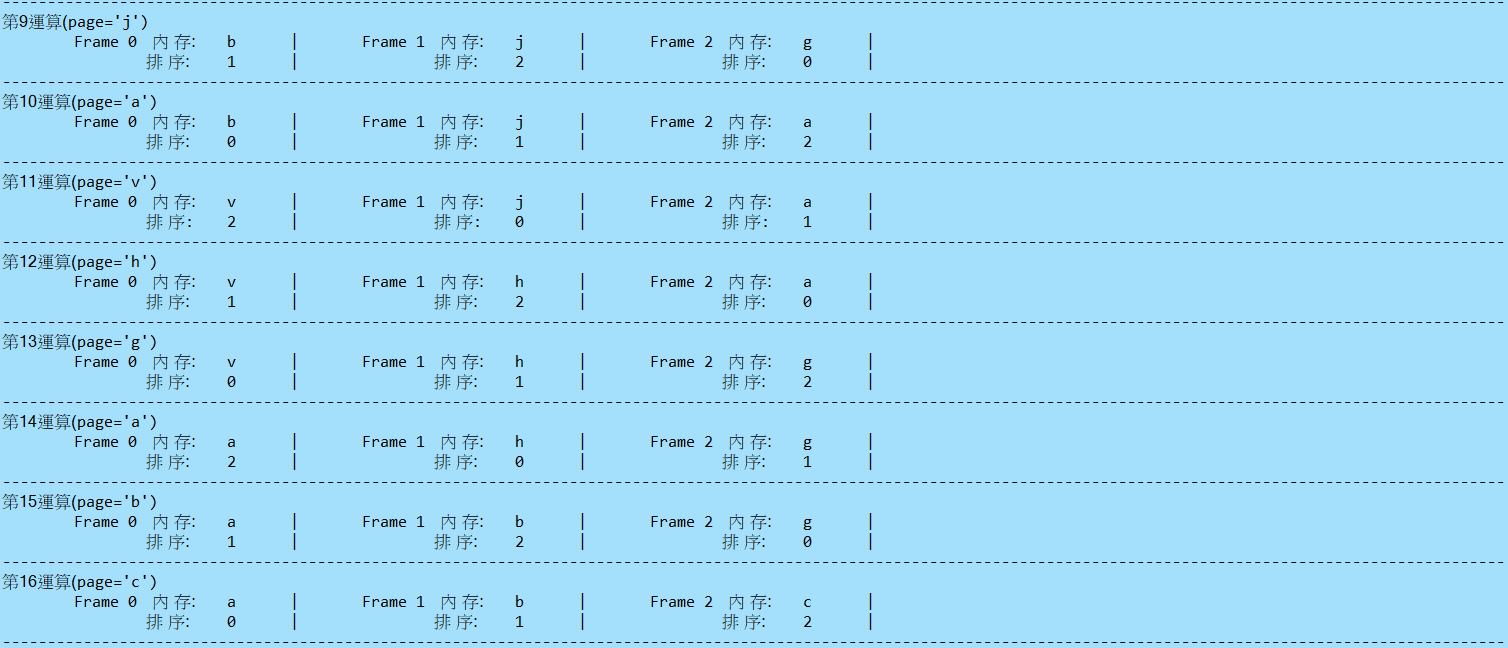 --------------------------------------------------------------------------------
第9運算(page='j')
Frame 0 內存: b | Frame 1 內存: j | Frame 2 內存: g |
排序: 1 | 排序: 2 | 排序: 0 |
--------------------------------------------------------------------------------
第10運算(page='a')
Frame 0 內存: b | Frame 1 內存: j | Frame 2 內存: a |
排序: 0 | 排序: 1 | 排序: 2 |
--------------------------------------------------------------------------------
第11運算(page='v')
Frame 0 內存: v | Frame 1 內存: j | Frame 2 內存: a |
排序: 2 | 排序: 0 | 排序: 1 |
--------------------------------------------------------------------------------
第12運算(page='h')
Frame 0 內存: v | Frame 1 內存: h | Frame 2 內存: a |
排序: 1 | 排序: 2 | 排序: 0 |
--------------------------------------------------------------------------------
第13運算(page='g')
Frame 0 內存: v | Frame 1 內存: h | Frame 2 內存: g |
排序: 0 | 排序: 1 | 排序: 2 |
--------------------------------------------------------------------------------
第14運算(page='a')
Frame 0 內存: a | Frame 1 內存: h | Frame 2 內存: g |
排序: 2 | 排序: 0 | 排序: 1 |
--------------------------------------------------------------------------------
第15運算(page='b')
Frame 0 內存: a | Frame 1 內存: b | Frame 2 內存: g |
排序: 1 | 排序: 2 | 排序: 0 |
--------------------------------------------------------------------------------
第16運算(page='c')
Frame 0 內存: a | Frame 1 內存: b | Frame 2 內存: c |
排序: 0 | 排序: 1 | 排序: 2 |
--------------------------------------------------------------------------------